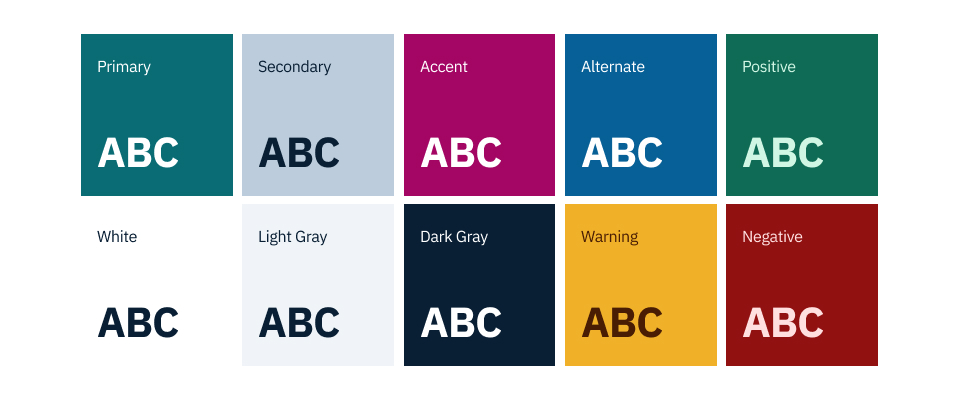 Primary
ABC
Secondary
ABC
Accent
ABC
Alternate
ABC
Positive
ABC
White
ABC
Light Gray
ABC
Dark Gray
ABC
Warning
ABC
Negative
ABC